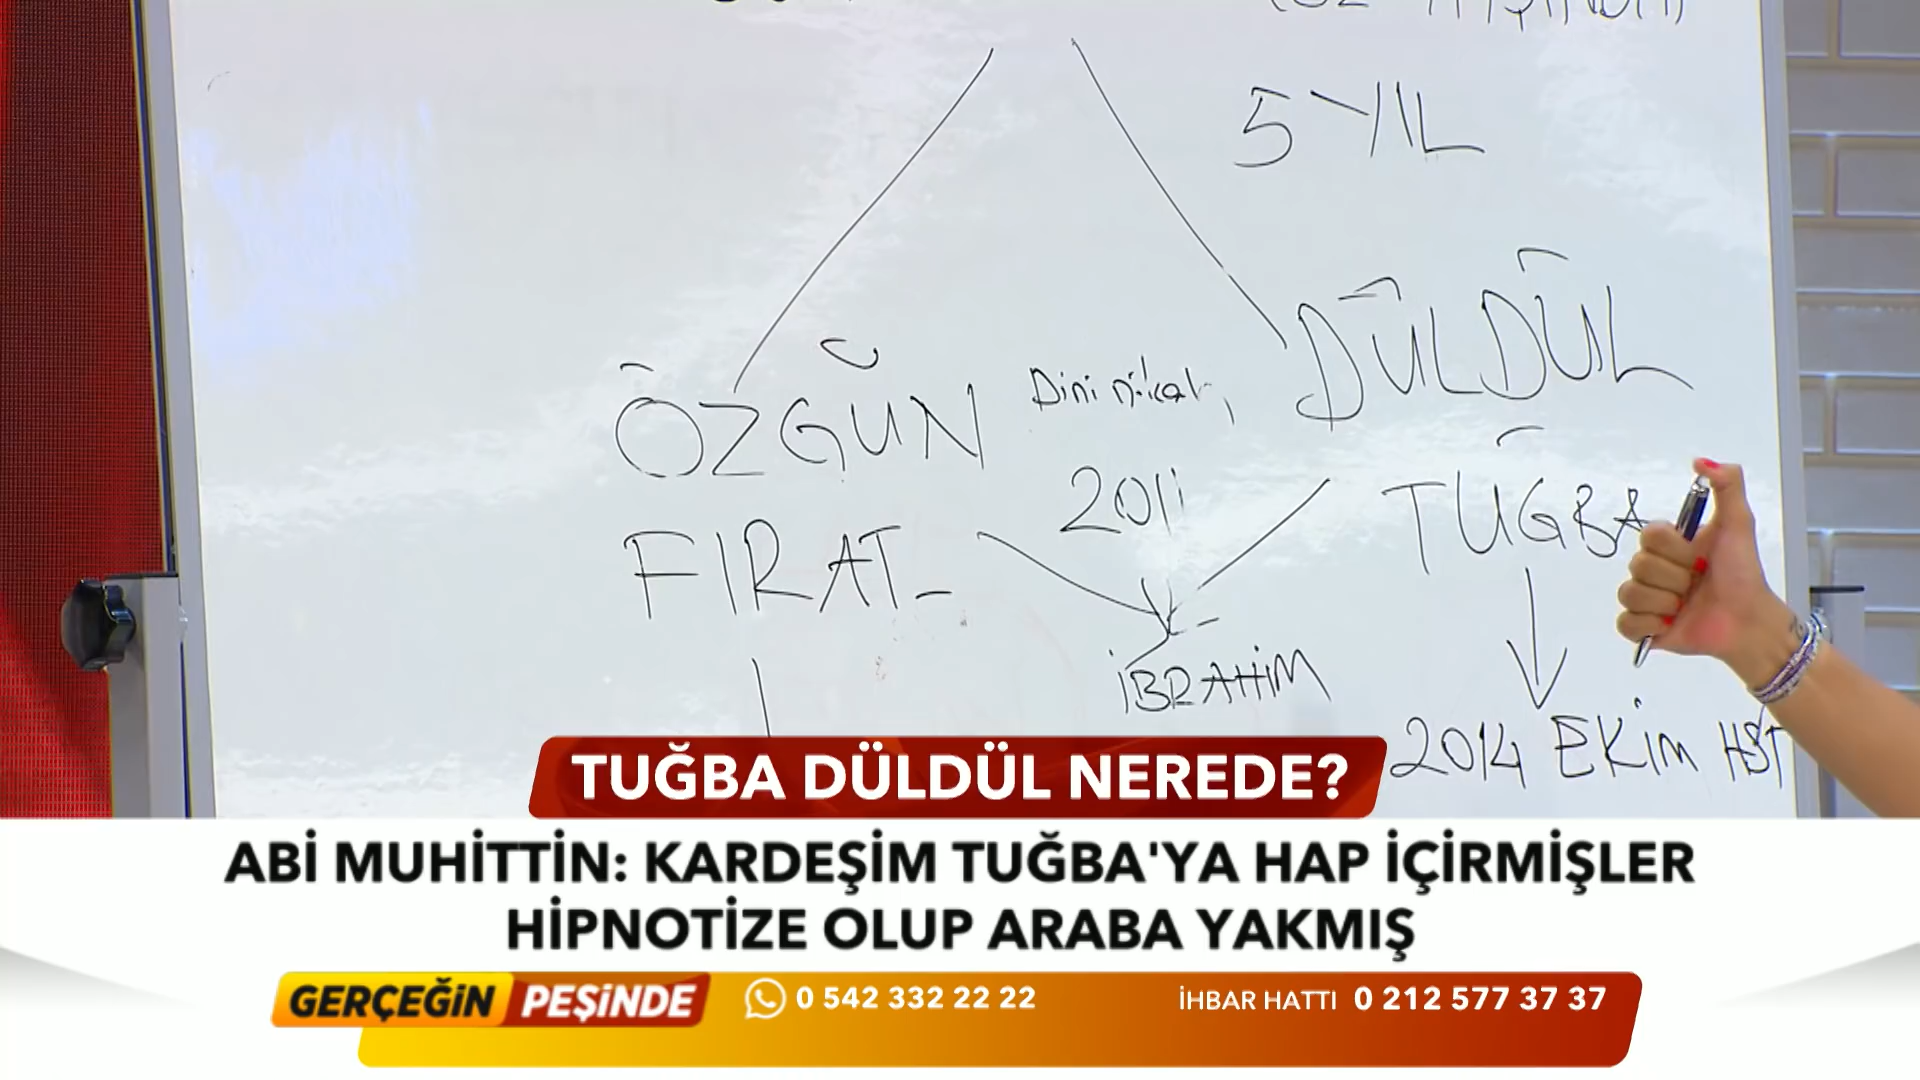 5 YIL
DÜLDÜL
ÖZGÜN
Dini nikah,
2011
TUĞBA
FIRAT
İBRAHİM
2014 EKİM HST
TUĞBA DÜLDÜL NEREDE?
ABİ MUHİTTİN: KARDEŞİM TUĞBA'YA HAP İÇİRMİŞLER
HİPNOTİZE OLUP ARABA YAKMIŞ
GERÇEĞİN PEŞİNDE 0 542 332 22 22 İHBAR HATTI 0 212 577 37 37